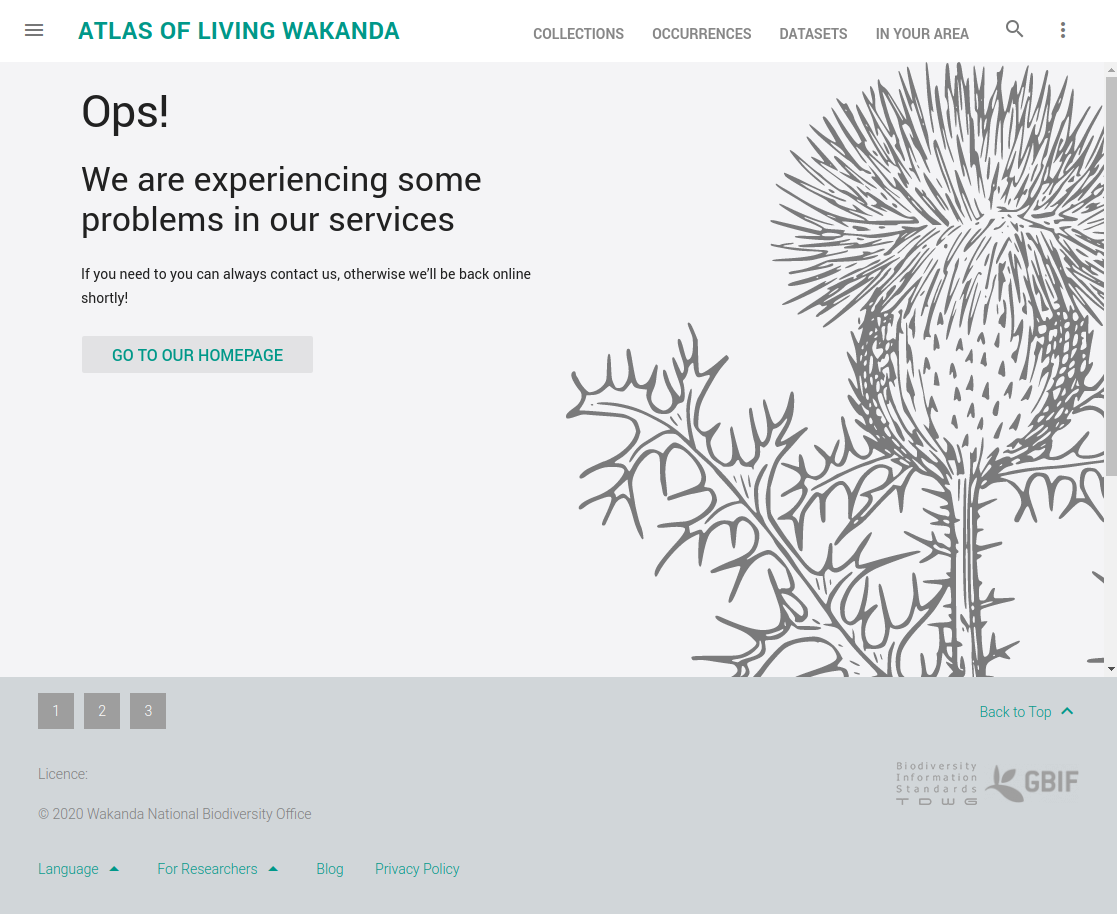 ATLAS OF LIVING WAKANDA
COLLECTIONS OCCURRENCES DATASETS IN YOUR AREA
Ops!
We are experiencing some
problems in our services
If you need to you can always contact us, otherwise we'll be back online
shortly!
GO TO OUR HOMEPAGE
1 2 3
Back to Top
Licence:
Biodiversity
Information
Standards
TDWG
GBIF
© 2020 Wakanda National Biodiversity Office
Language For Researchers Blog Privacy Policy